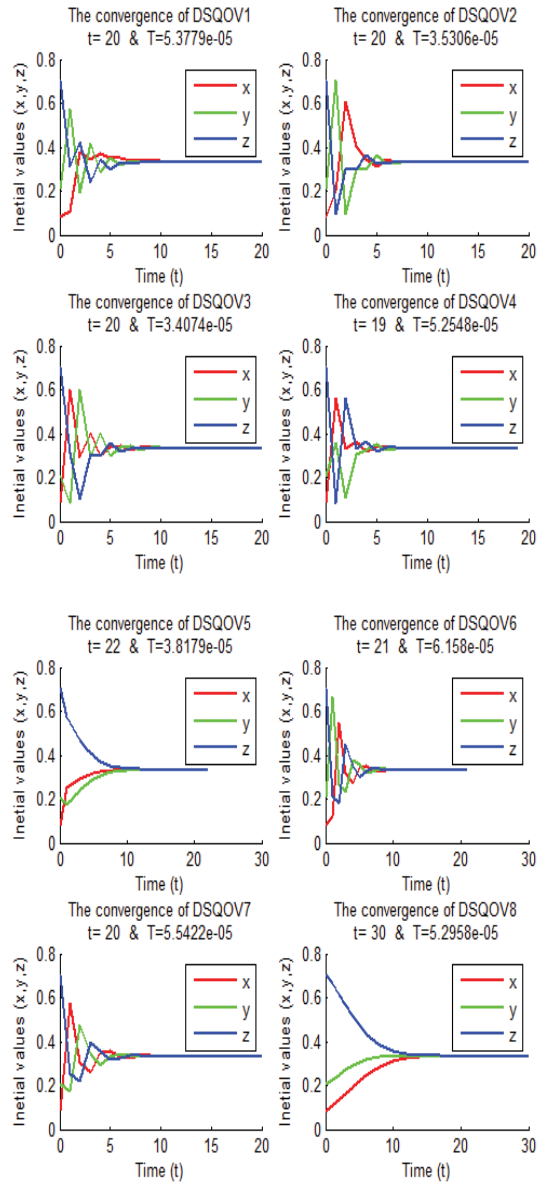 The convergence of DSQOV1
t= 20 & T=5.3779e-05
Inetial values (x,y,z)
0.8
0.6
0.4
0.2
0
x
y
z
0 5 10 15 20
Time (t)
The convergence of DSQOV2
t= 20 & T=3.5306e-05
Inetial values (x,y,z)
0.8
0.6
0.4
0.2
0
x
y
z
0 5 10 15 20
Time (t)
The convergence of DSQOV3
t= 20 & T=3.4074e-05
Inetial values (x,y,z)
0.8
0.6
0.4
0.2
0
x
y
z
0 5 10 15 20
Time (t)
The convergence of DSQOV4
t= 19 & T=5.2548e-05
Inetial values (x,y,z)
0.8
0.6
0.4
0.2
0
x
y
z
0 5 10 15 20
Time (t)
The convergence of DSQOV5
t= 22 & T=3.8179e-05
Inetial values (x,y,z)
0.8
0.6
0.4
0.2
0
x
y
z
0 10 20 30
Time (t)
The convergence of DSQOV6
t= 21 & T=6.158e-05
Inetial values (x,y,z)
0.8
0.6
0.4
0.2
0
x
y
z
0 10 20 30
Time (t)
The convergence of DSQOV7
t= 20 & T=5.5422e-05
Inetial values (x,y,z)
0.8
0.6
0.4
0.2
0
x
y
z
0 5 10 15 20
Time (t)
The convergence of DSQOV8
t= 30 & T=5.2958e-05
Inetial values (x,y,z)
0.8
0.6
0.4
0.2
0
x
y
z
0 10 20 30
Time (t)